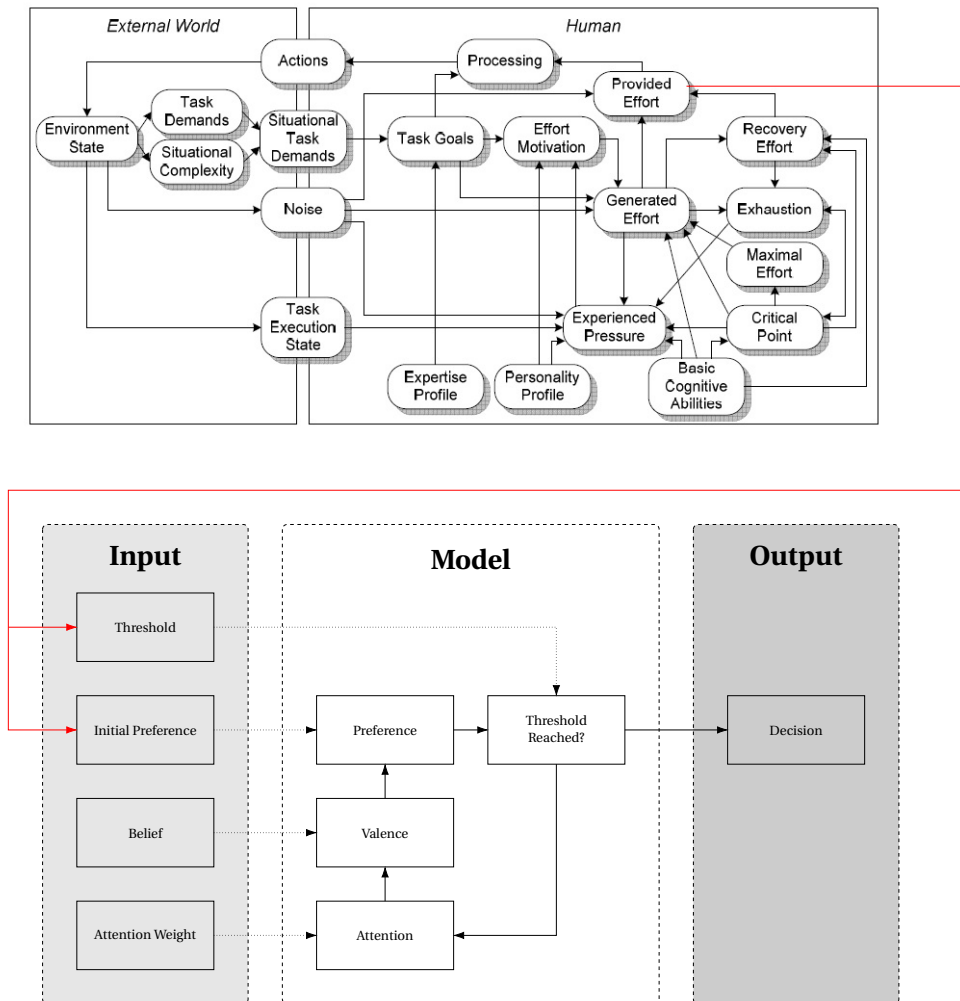 External World
Human
Actions
Processing
Provided
Effort
Task
Demands
Environment
State
Situational
Complexity
Situational
Task
Demands
Task Goals
Effort
Motivation
Recovery
Effort
Noise
Generated
Effort
Exhaustion
Maximal
Effort
Task
Execution
State
Experienced
Pressure
Critical
Point
Expertise
Profile
Personality
Profile
Basic
Cognitive
Abilities
Input
Model
Output
Threshold
Initial Preference
Preference
Threshold
Reached?
Decision
Belief
Valence
Attention Weight
Attention